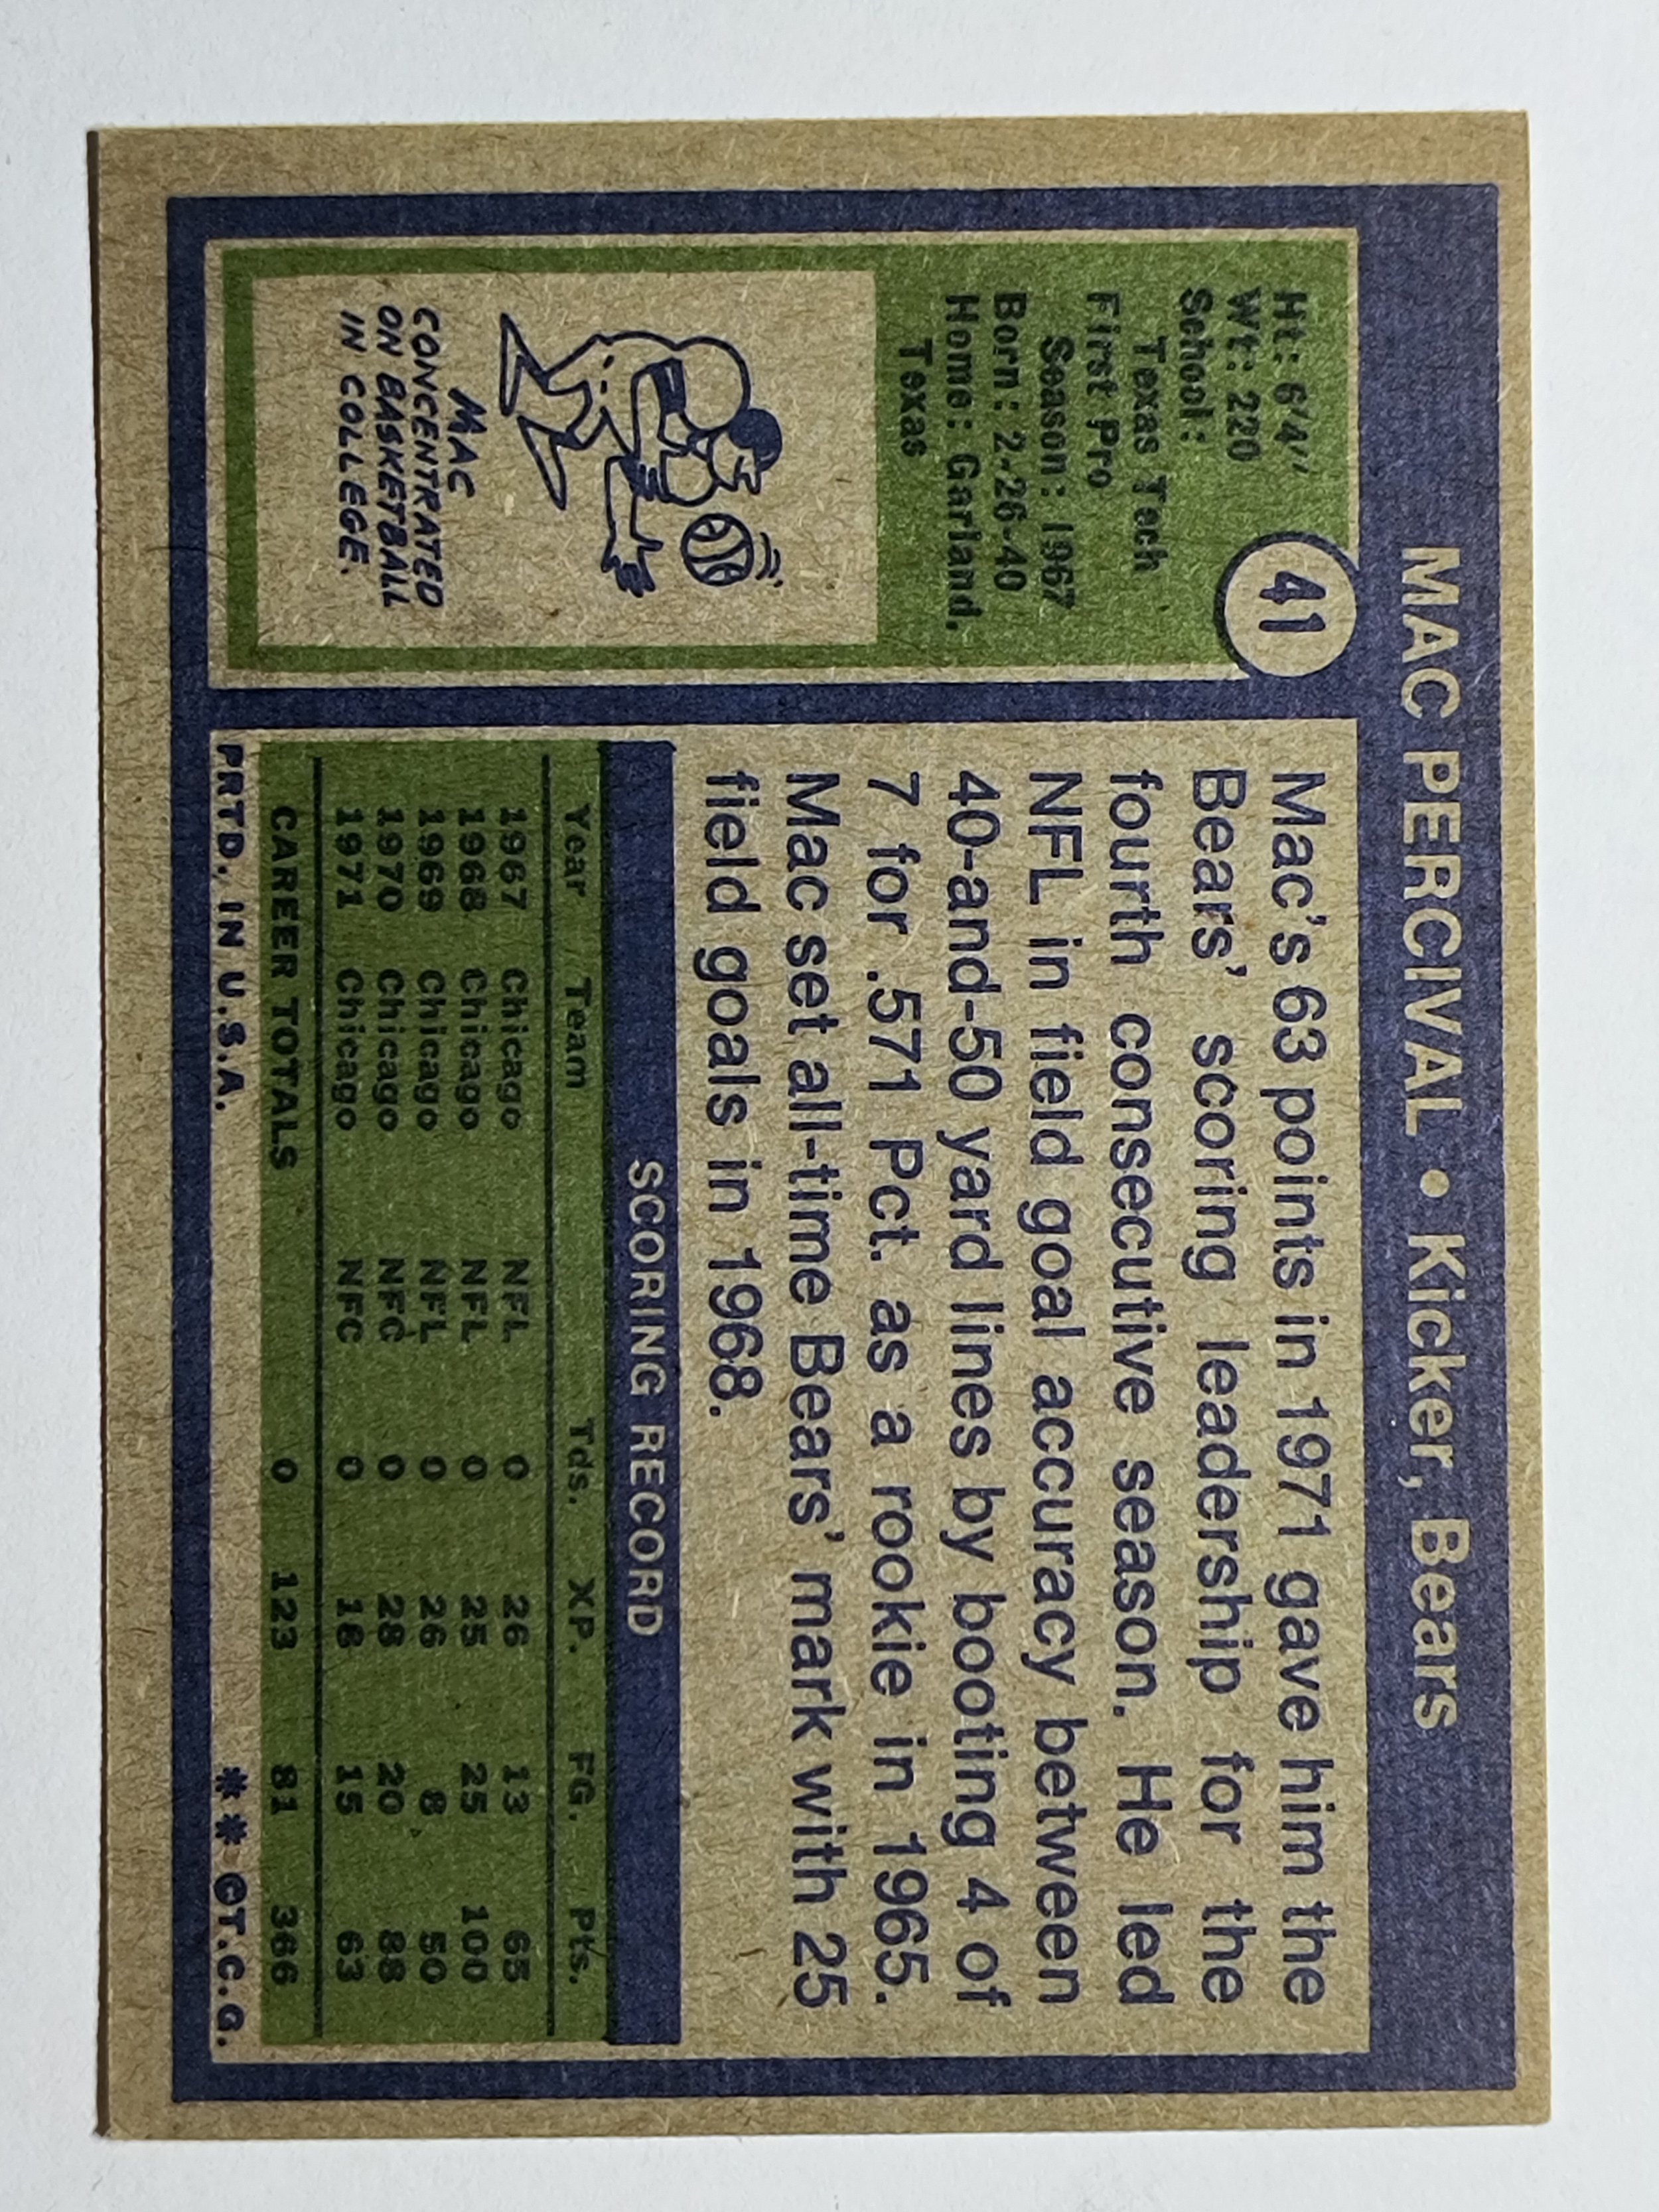 MAC PERCIVAL • Kicker, Bears
41
Ht: 6'4"
Wt: 220
School:
Texas Tech
First Pro
Season: 1967
Born: 2-26-40
Home: Garland,
Texas
MAC
CONCENTRATED
ON BASKETBALL
IN COLLEGE.
Mac's 63 points in 1971 gave him the
Bears' scoring leadership for the
fourth consecutive season. He led
NFL in field goal accuracy between
40-and-50 yard lines by booting 4 of
7 for .571 Pct. as a rookie in 1965.
Mac set all-time Bears' mark with 25
field goals in 1968.
SCORING RECORD
Year Team Tds. XP. FG. Pts.
1967 Chicago NFL 0 26 13 65
1968 Chicago NFL 0 25 25 100
1969 Chicago NFL 0 26 8 50
1970 Chicago NFC 0 28 20 88
1971 Chicago NFC 0 18 15 63
CAREER TOTALS 0 123 81 366
PRTD. IN U.S.A. ** ©T.C.G.